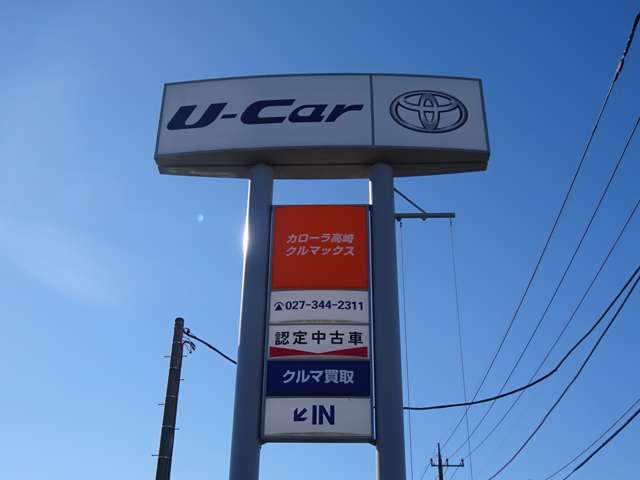 U-Car
カローラ高崎
クルマックス
027-344-2311
認定中古車
クルマ買取
IN